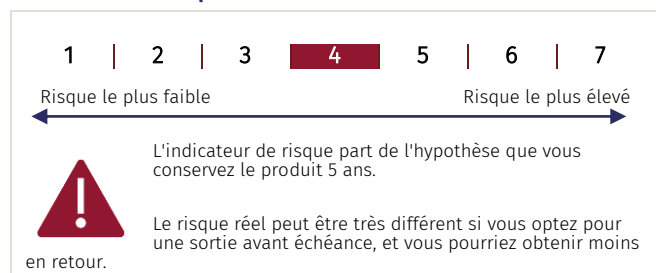 1 | 2 | 3 | 4 | 5 | 6 | 7
Risque le plus faible Risque le plus élevé
L'indicateur de risque part de l'hypothèse que vous
conservez le produit 5 ans.
Le risque réel peut être très différent si vous optez pour
une sortie avant échéance, et vous pourriez obtenir moins
en retour.